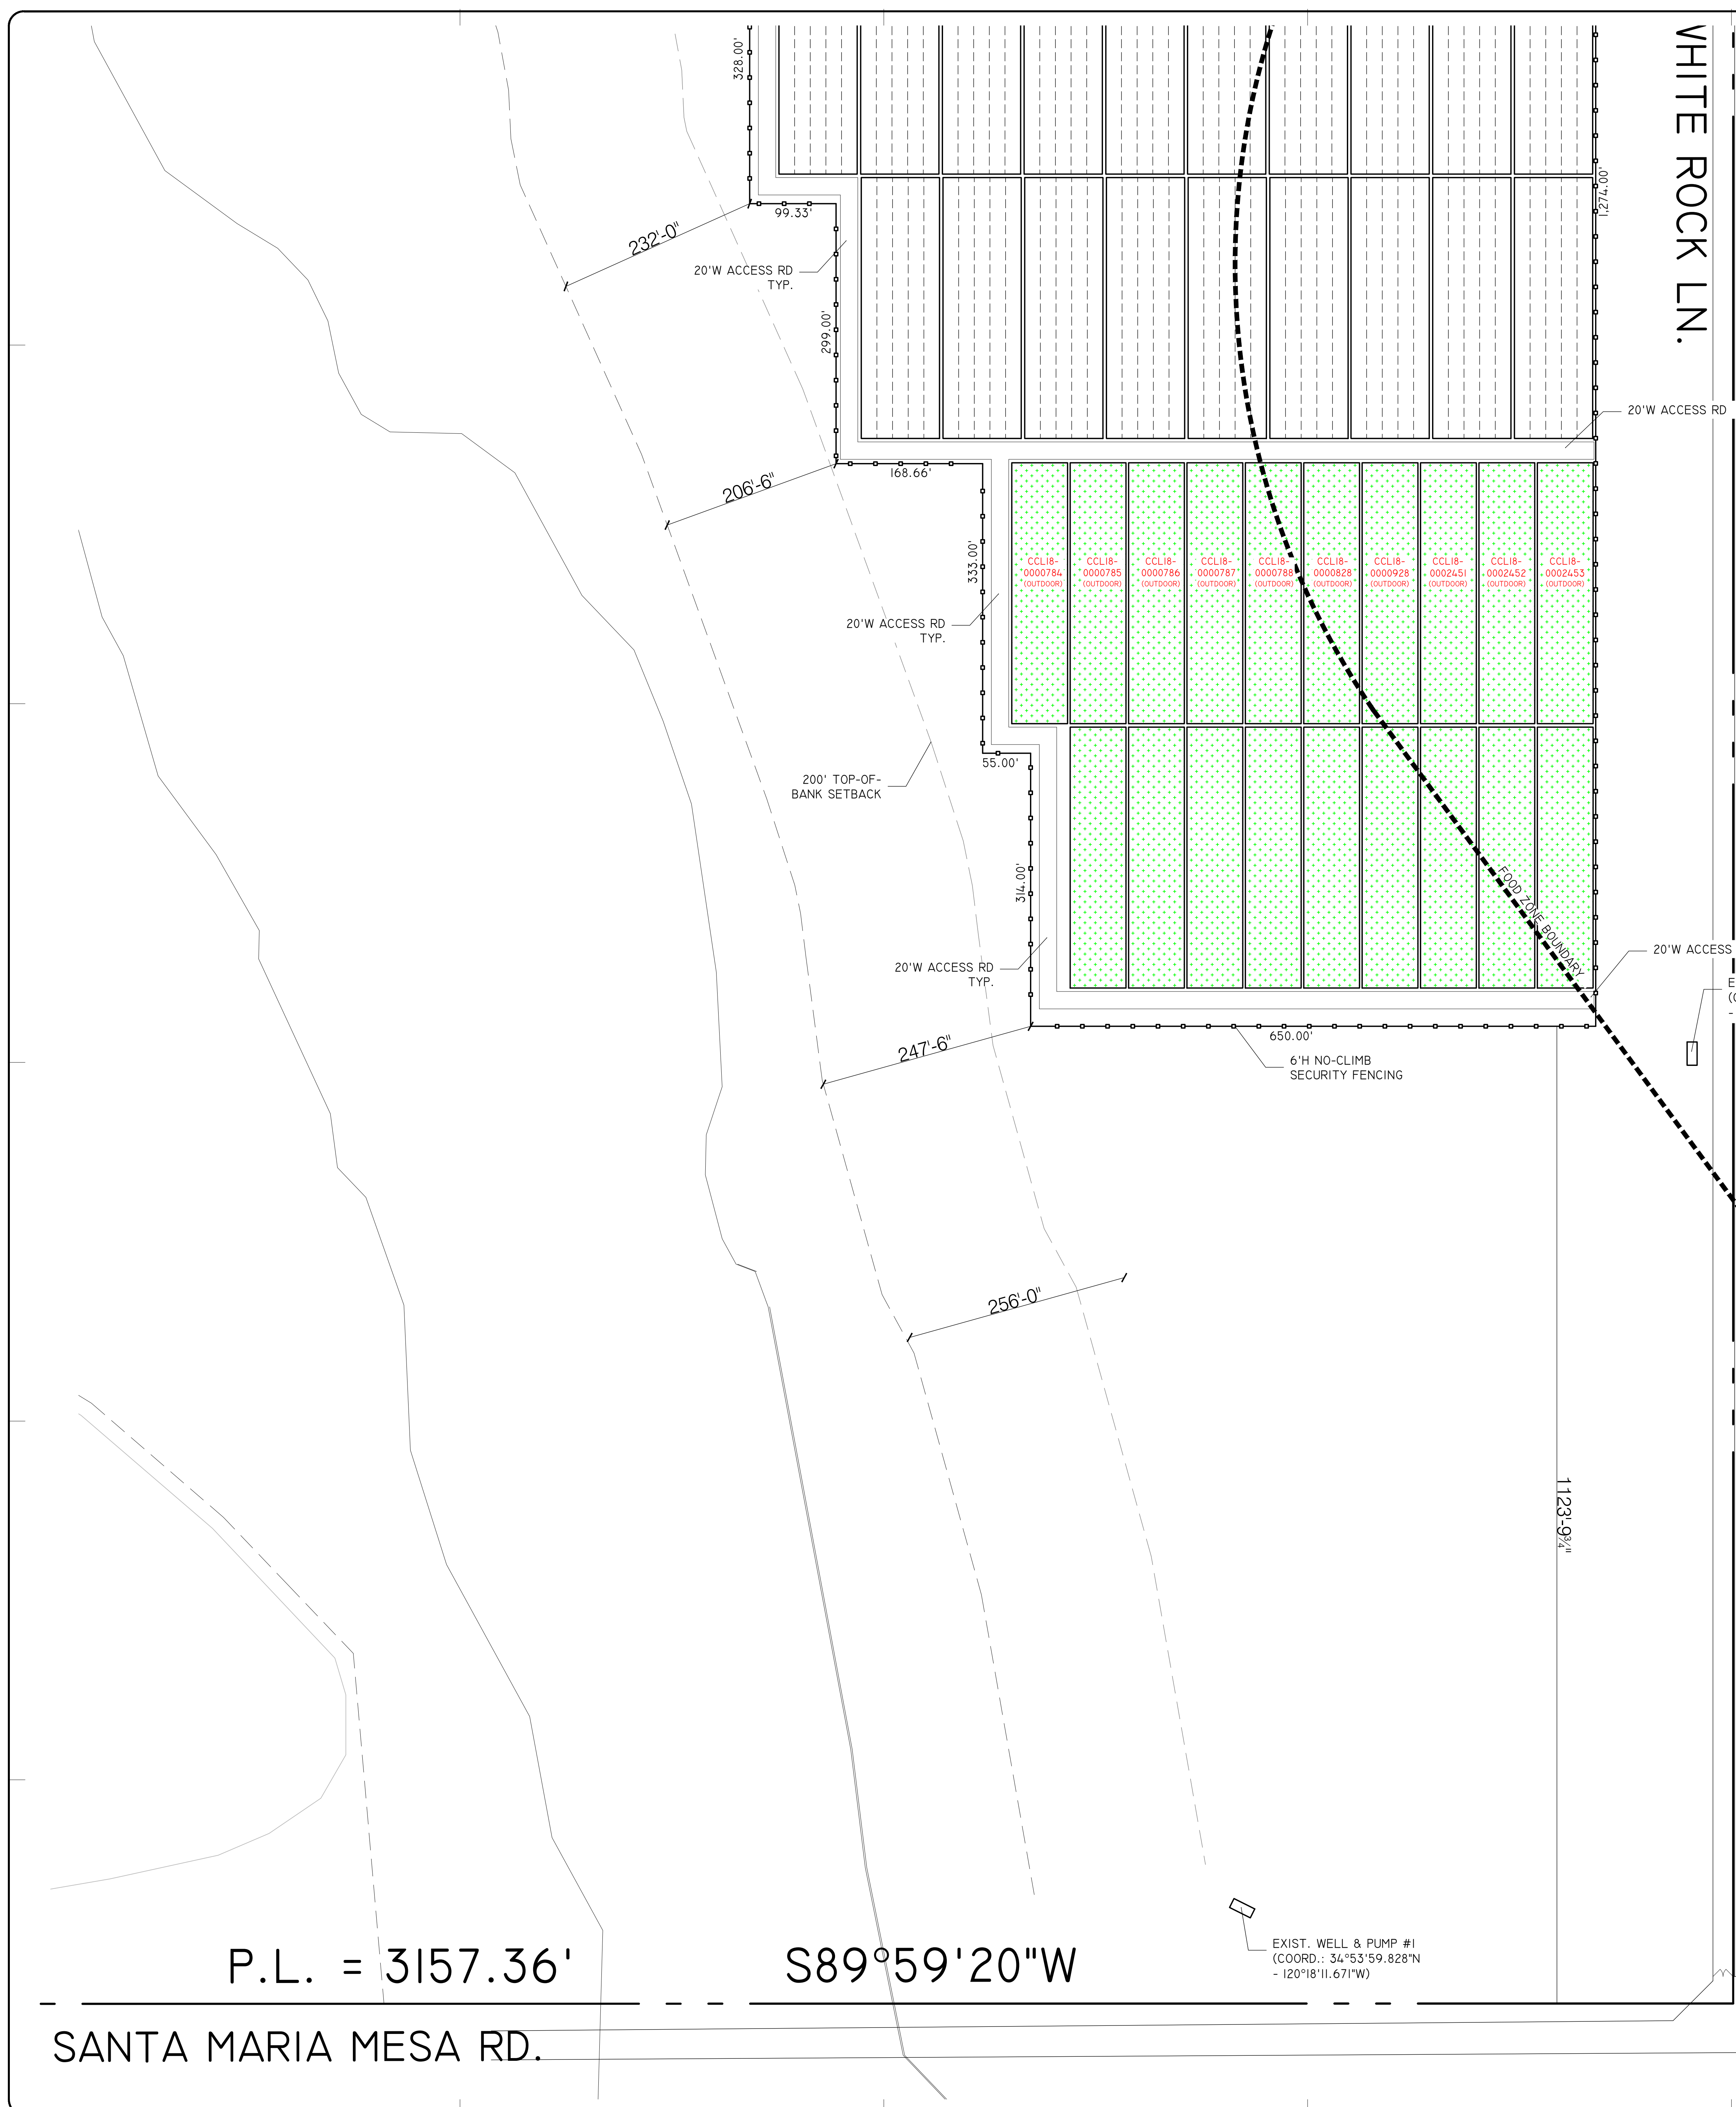 328.00'
WHITE ROCK LN.
1,274.00'
99.33'
232'-0"
20'W ACCESS RD
TYP.
299.00'
20'W ACCESS RD
168.66'
206'-6"
333.00'
CCL18-
0000784
(OUTDOOR)
CCL18-
0000785
(OUTDOOR)
CCL18-
0000786
(OUTDOOR)
CCL18-
0000787
(OUTDOOR)
CCL18-
0000788
(OUTDOOR)
CCL18-
0000828
(OUTDOOR)
CCL18-
0000928
(OUTDOOR)
CCL18-
0002451
(OUTDOOR)
CCL18-
0002452
(OUTDOOR)
CCL18-
0002453
(OUTDOOR)
20'W ACCESS RD
TYP.
55.00'
200' TOP-OF-
BANK SETBACK
314.00'
FOOD ZONE BOUNDARY
20'W ACCESS
20'W ACCESS RD
TYP.
650.00'
247'-6"
6'H NO-CLIMB
SECURITY FENCING
256'-0"
1123'-9¾"
EXIST. WELL & PUMP #1
(COORD.: 34°53'59.828"N
- 120°18'11.671"W)
P.L. = 3157.36' S89°59'20"W
SANTA MARIA MESA RD.